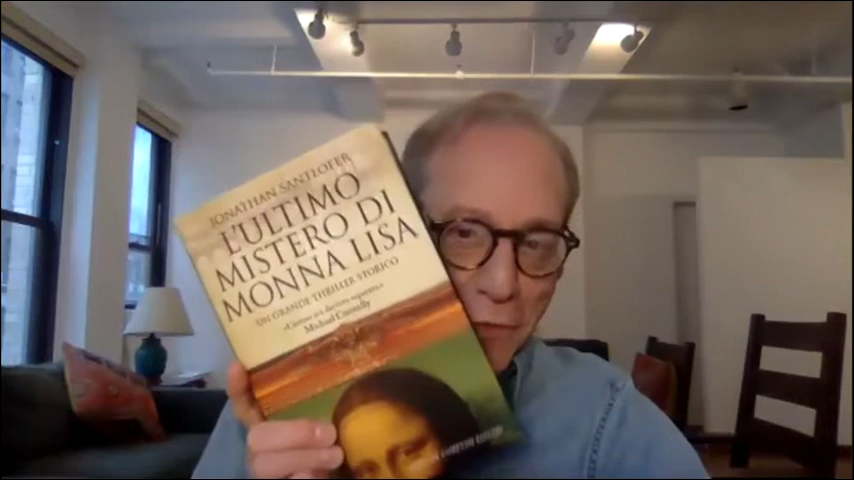 JONATHAN SANTLOFER
L'ULTIMO
MISTERO DI
MONNA LISA
UN GRANDE THRILLER STORICO
Michael Connelly